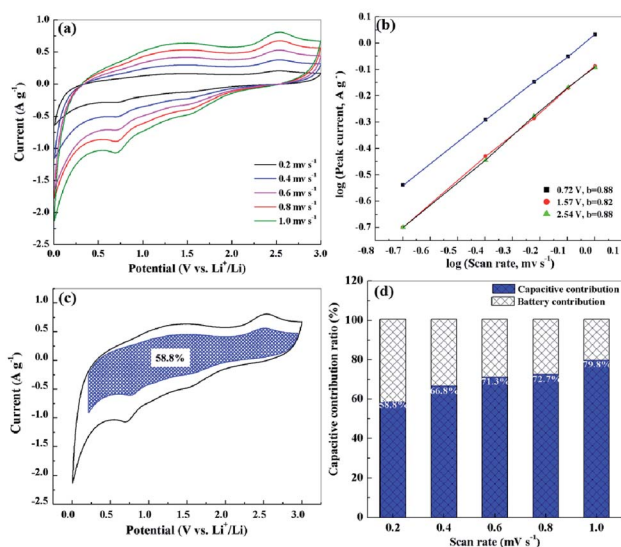 (a)
Current (A g⁻¹)
1.0
0.5
0.0
-0.5
-1.0
-1.5
-2.0
-2.5
0.2 mv s⁻¹
0.4 mv s⁻¹
0.6 mv s⁻¹
0.8 mv s⁻¹
1.0 mv s⁻¹
0.0 0.5 1.0 1.5 2.0 2.5 3.0
Potential (V vs. Li⁺/Li)
(b)
log (Peak current, A g⁻¹)
0.1
0.0
-0.1
-0.2
-0.3
-0.4
-0.5
-0.6
-0.7
0.72 V, b=0.88
1.57 V, b=0.82
2.54 V, b=0.88
-0.8 -0.7 -0.6 -0.5 -0.4 -0.3 -0.2 -0.1 0.0 0.1
log (Scan rate, mv s⁻¹)
(c)
Current (A g⁻¹)
1.0
0.5
0.0
-0.5
-1.0
-1.5
-2.0
-2.5
58.8%
0.0 0.5 1.0 1.5 2.0 2.5 3.0
Potential (V vs. Li⁺/Li)
(d)
Capacitive contribution
Battery contribution
Capacitive contribution ratio (%)
120
100
80
60
40
20
0
58.8% 66.8% 71.3% 72.7% 79.8%
0.2 0.4 0.6 0.8 1.0
Scan rate (mV s⁻¹)